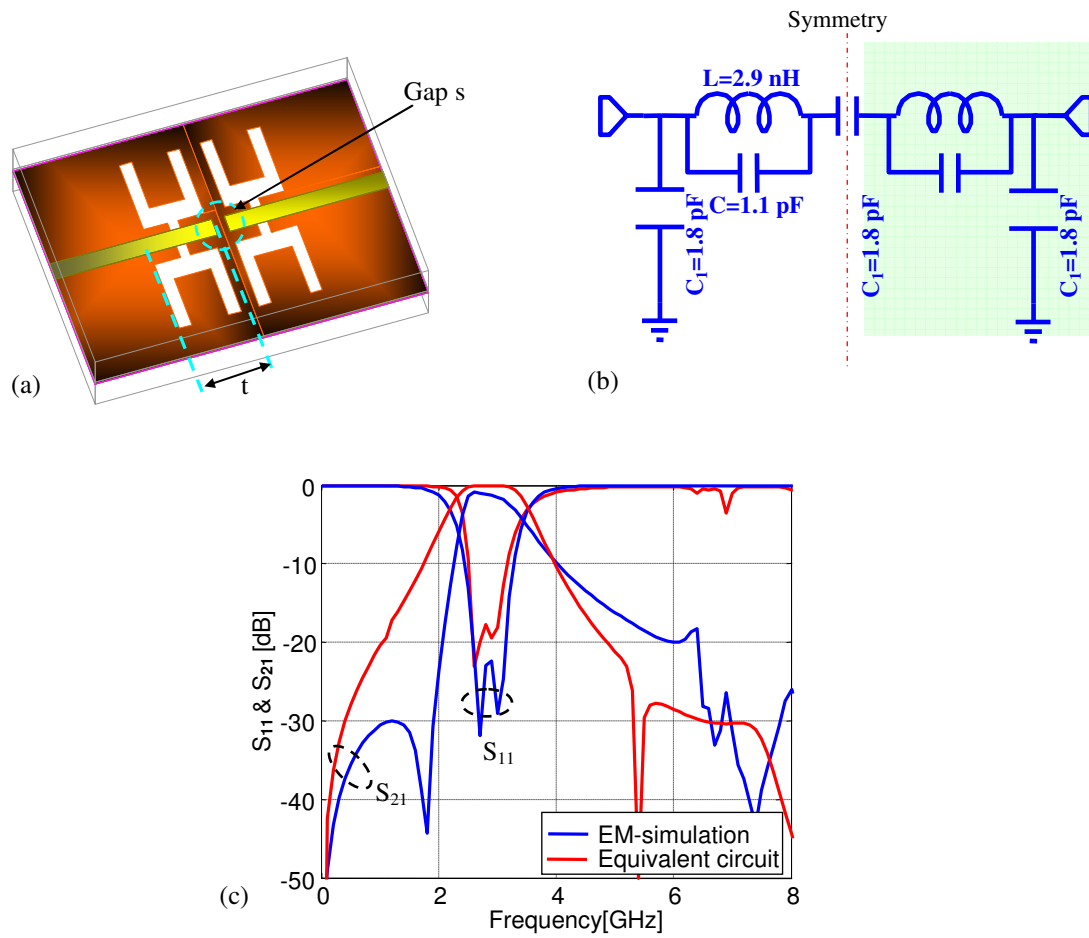 Symmetry
Gap s
t
(a)
L=2.9 nH
C=1.1 pF
C₁=1.8 pF
C₁=1.8 pF
C₁=1.8 pF
(b)
S₁₁ & S₂₁ [dB]
0
-10
-20
-30
-40
-50
S₁₁
S₂₁
EM-simulation
Equivalent circuit
0
2
4
6
8
Frequency[GHz]
(c)